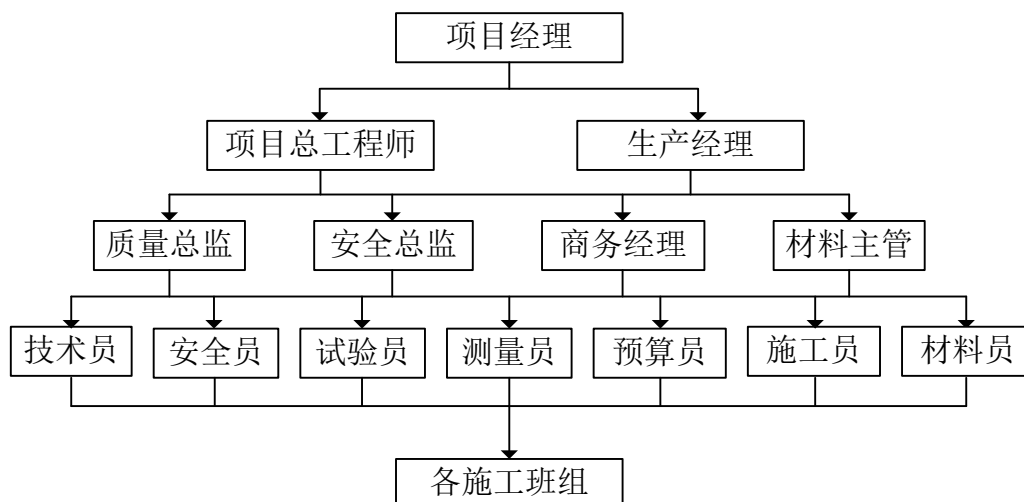 项目经理
项目总工程师
生产经理
质量总监
安全总监
商务经理
材料主管
技术员
安全员
试验员
测量员
预算员
施工员
材料员
各施工班组